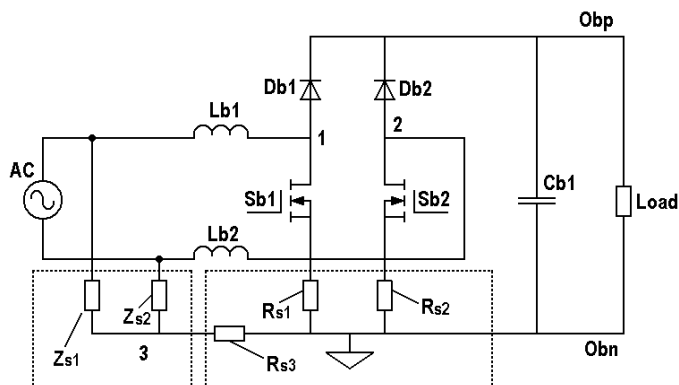 Obp
Db1
Db2
Lb1
1
2
AC
Sb1
Sb2
Cb1
Load
Lb2
Rs1
Rs2
Zs1
Zs2
3
Rs3
Obn